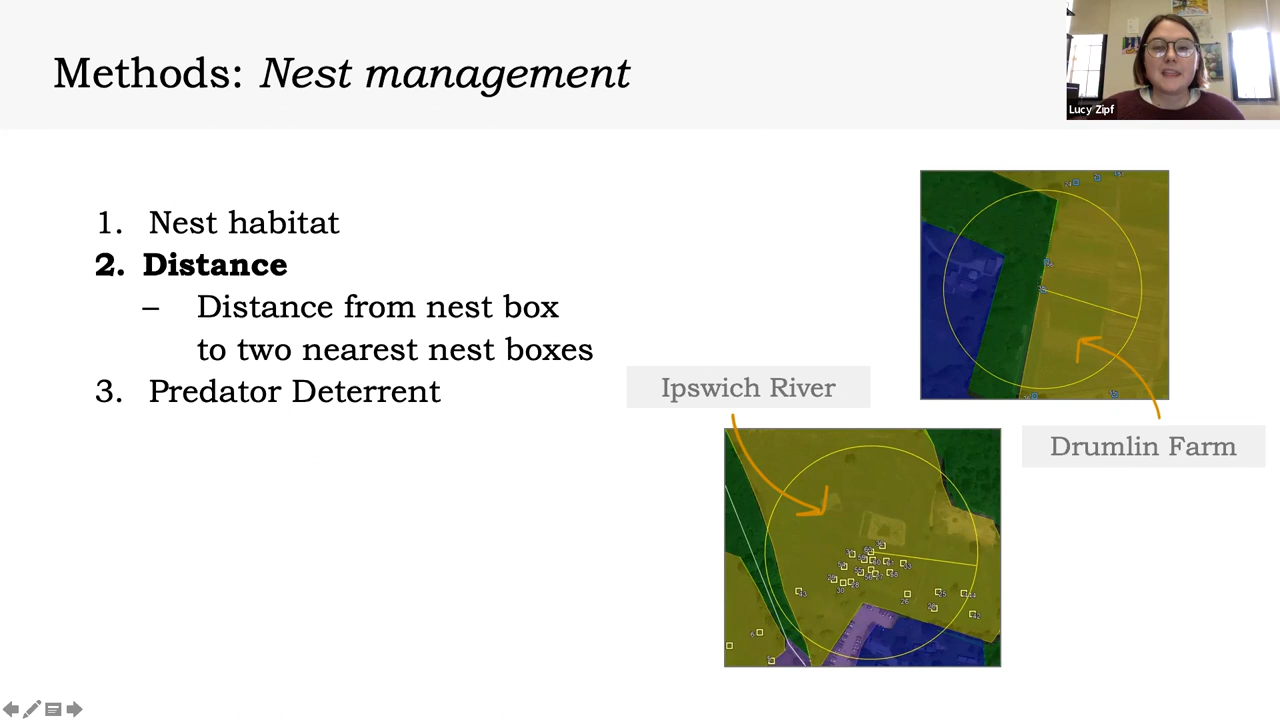 Methods: Nest management
Lucy Zipf
1. Nest habitat
2. Distance
– Distance from nest box
to two nearest nest boxes
3. Predator Deterrent
Ipswich River
Drumlin Farm